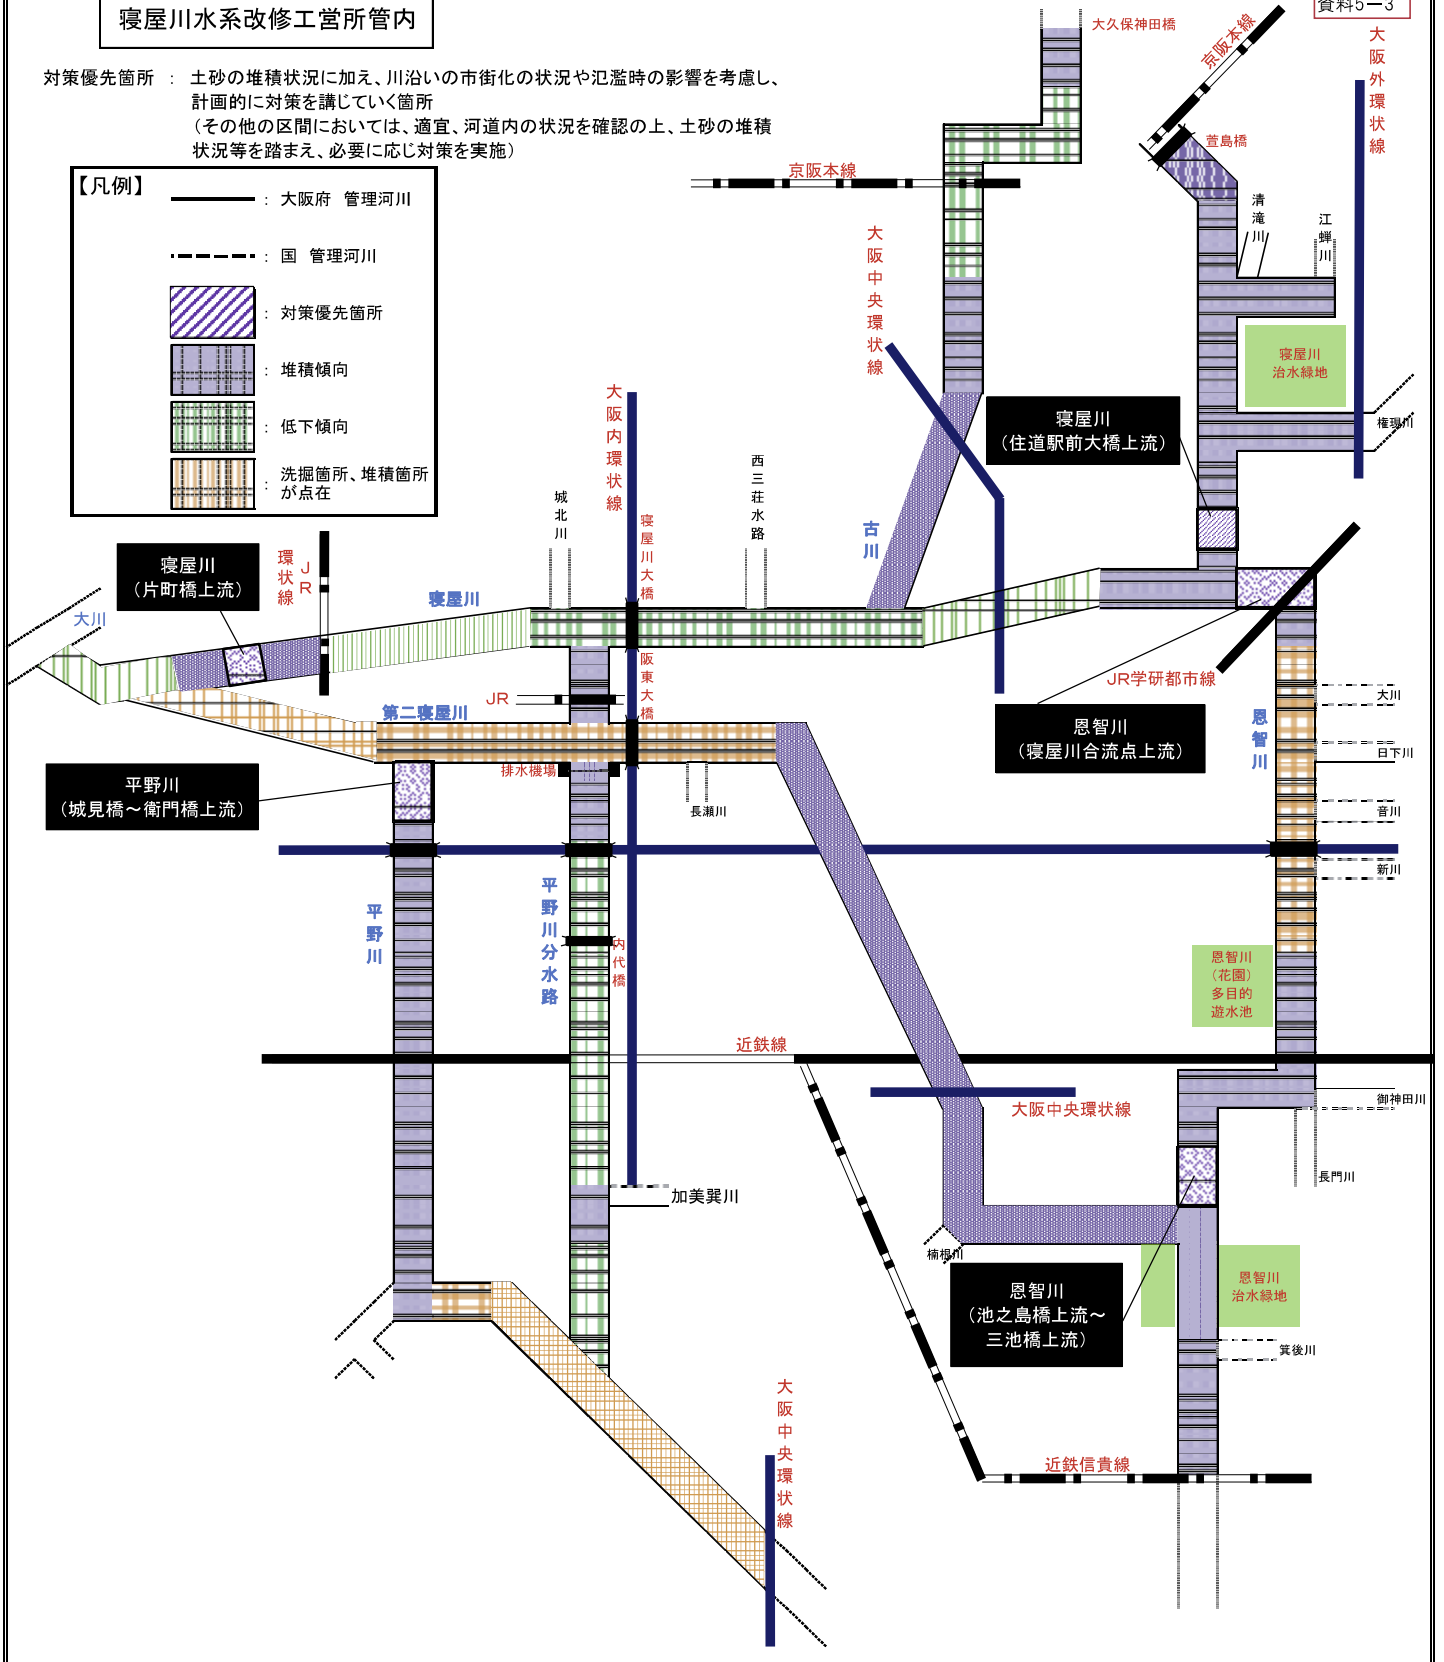 寝屋川水系改修工営所管内
資料5－3
対策優先箇所 ： 土砂の堆積状況に加え、川沿いの市街化の状況や氾濫時の影響を考慮し、
計画的に対策を講じていく箇所
（その他の区間においては、適宜、河道内の状況を確認の上、土砂の堆積
状況等を踏まえ、必要に応じ対策を実施）
【凡例】
： 大阪府 管理河川
： 国 管理河川
： 対策優先箇所
： 堆積傾向
： 低下傾向
： 洗掘箇所、堆積箇所
が点在
大久保神田橋
京阪本線
大阪外環状線
萱島橋
京阪本線
清滝川
江蝉川
大阪中央環状線
寝屋川
治水緑地
権現川
大阪内環状線
寝屋川
（住道駅前大橋上流）
西三荘水路
城北川
寝屋川大橋
古川
寝屋川
（片町橋上流）
JR
環状線
大川
寝屋川
阪東大橋
JR
第二寝屋川
JR学研都市線
大川
恩智川
（寝屋川合流点上流）
恩智川
日下川
排水機場
平野川
（城見橋～衛門橋上流）
長瀬川
音川
新川
平野川
平野川分水路
内代橋
恩智川
（花園）
多目的
遊水池
近鉄線
大阪中央環状線
御神田川
長門川
加美巽川
楠根川
恩智川
（池之島橋上流～
三池橋上流）
恩智川
治水緑地
箕後川
大阪中央環状線
近鉄信貴線